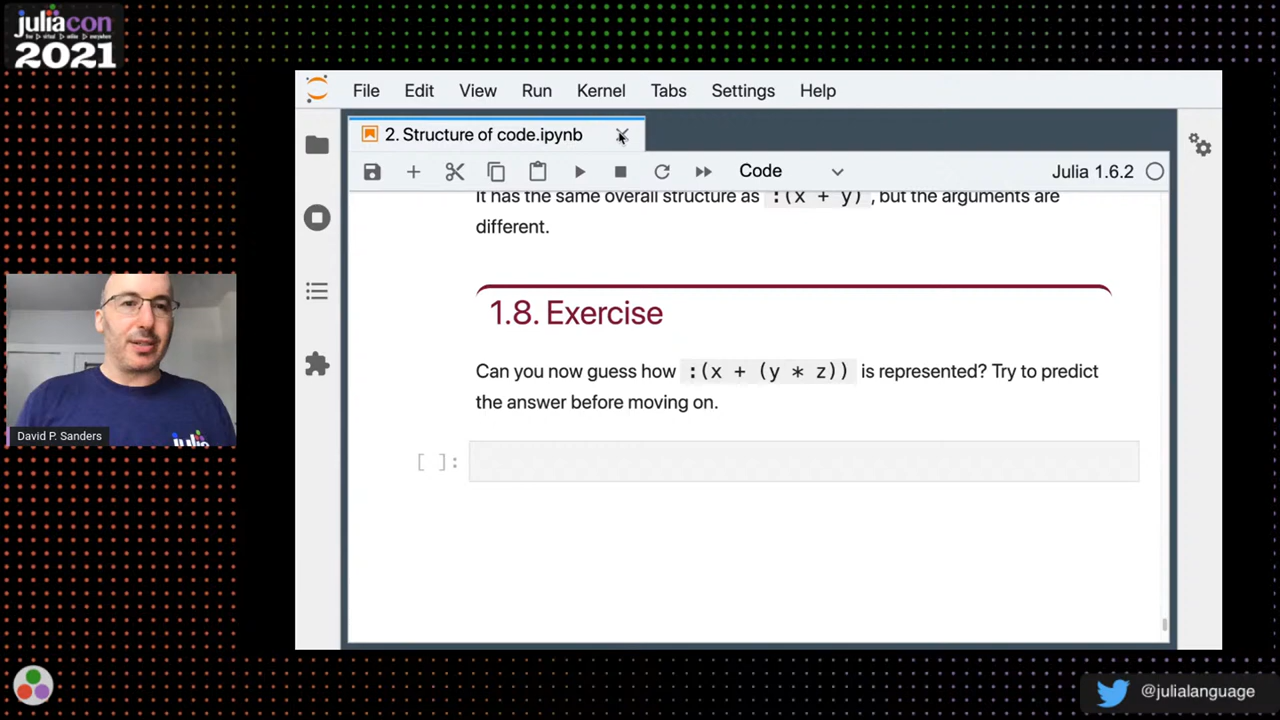 juliacon
2021
File Edit View Run Kernel Tabs Settings Help
2. Structure of code.ipynb
Code
Julia 1.6.2
It has the same overall structure as :(x + y) , but the arguments are
different.
1.8. Exercise
Can you now guess how :(x + (y * z)) is represented? Try to predict
the answer before moving on.
[ ]:
David P. Sanders
@julialanguage